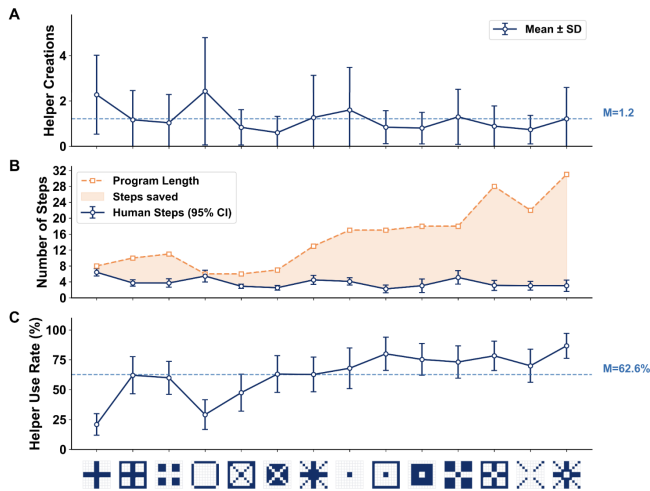 A
Helper Creations
4
2
0
Mean ± SD
M=1.2
B
Number of Steps
32
28
24
20
16
12
8
4
0
Program Length
Steps saved
Human Steps (95% CI)
C
Helper Use Rate (%)
100
75
50
25
0
M=62.6%